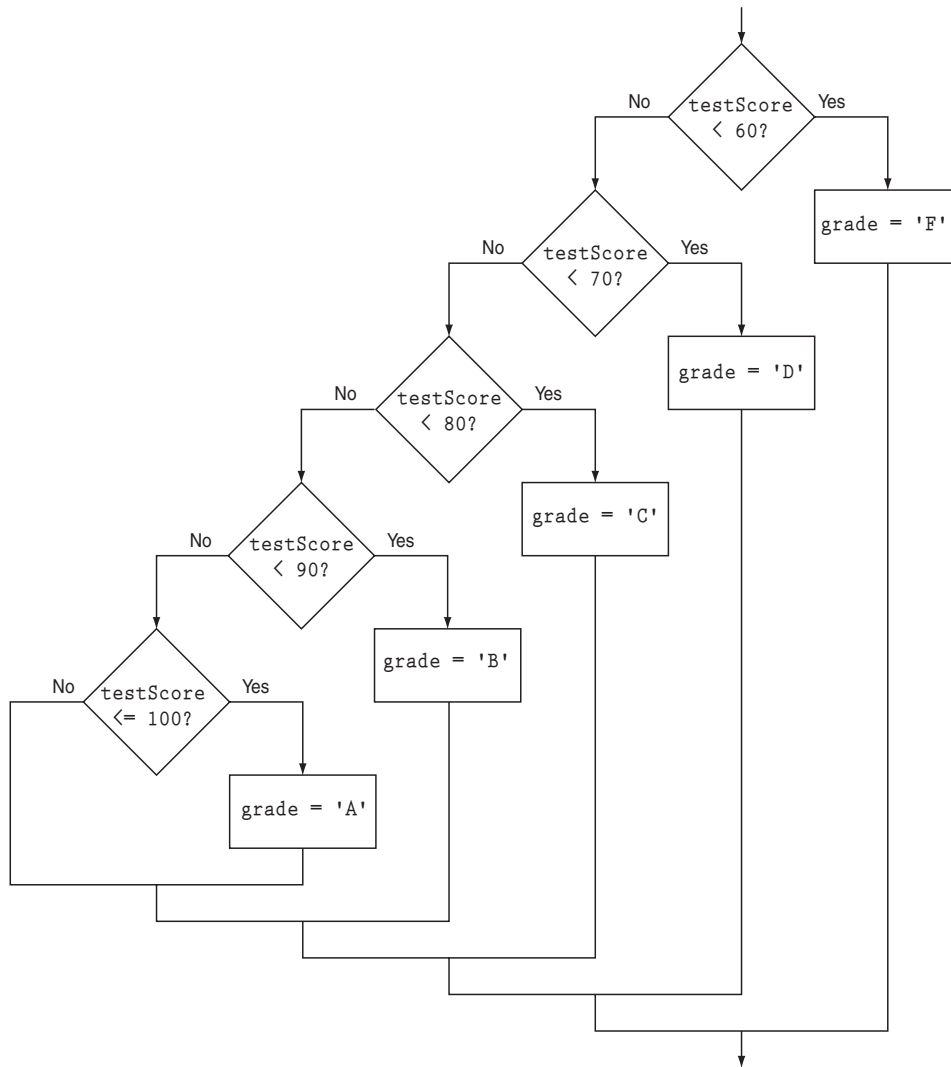 No
testScore
< 60?
Yes
grade = 'F'
No
testScore
< 70?
Yes
grade = 'D'
No
testScore
< 80?
Yes
grade = 'C'
No
testScore
< 90?
Yes
grade = 'B'
No
testScore
<= 100?
Yes
grade = 'A'